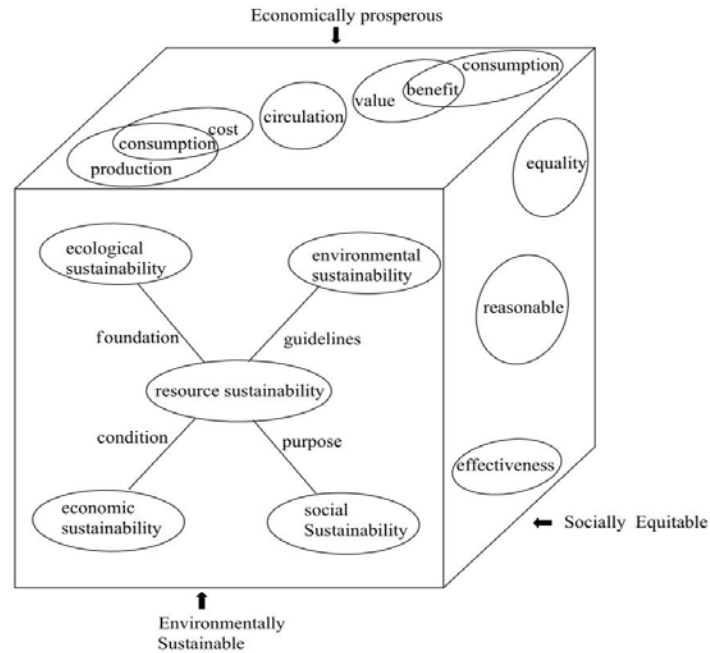 Economically prosperous
consumption
benefit
value
circulation
cost
consumption
production
equality
ecological
sustainability
environmental
sustainability
reasonable
foundation
guidelines
resource sustainability
condition
purpose
effectiveness
economic
sustainability
social
Sustainability
Socially Equitable
Environmentally
Sustainable